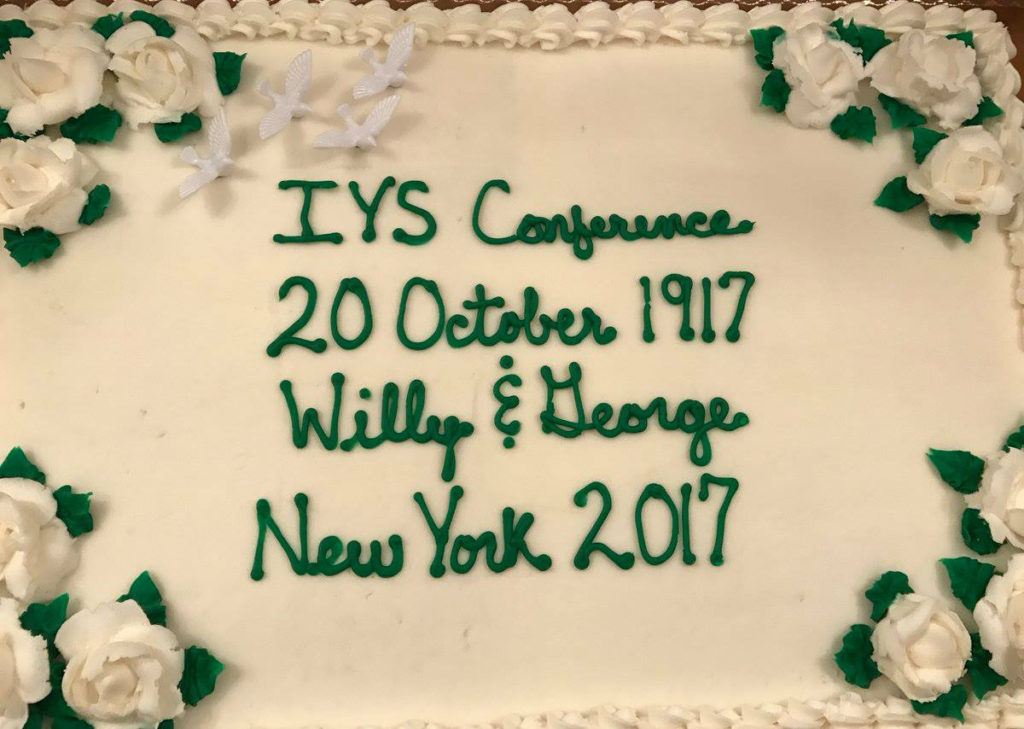 IYS Conference
20 October 1917
Willy & George
New York 2017